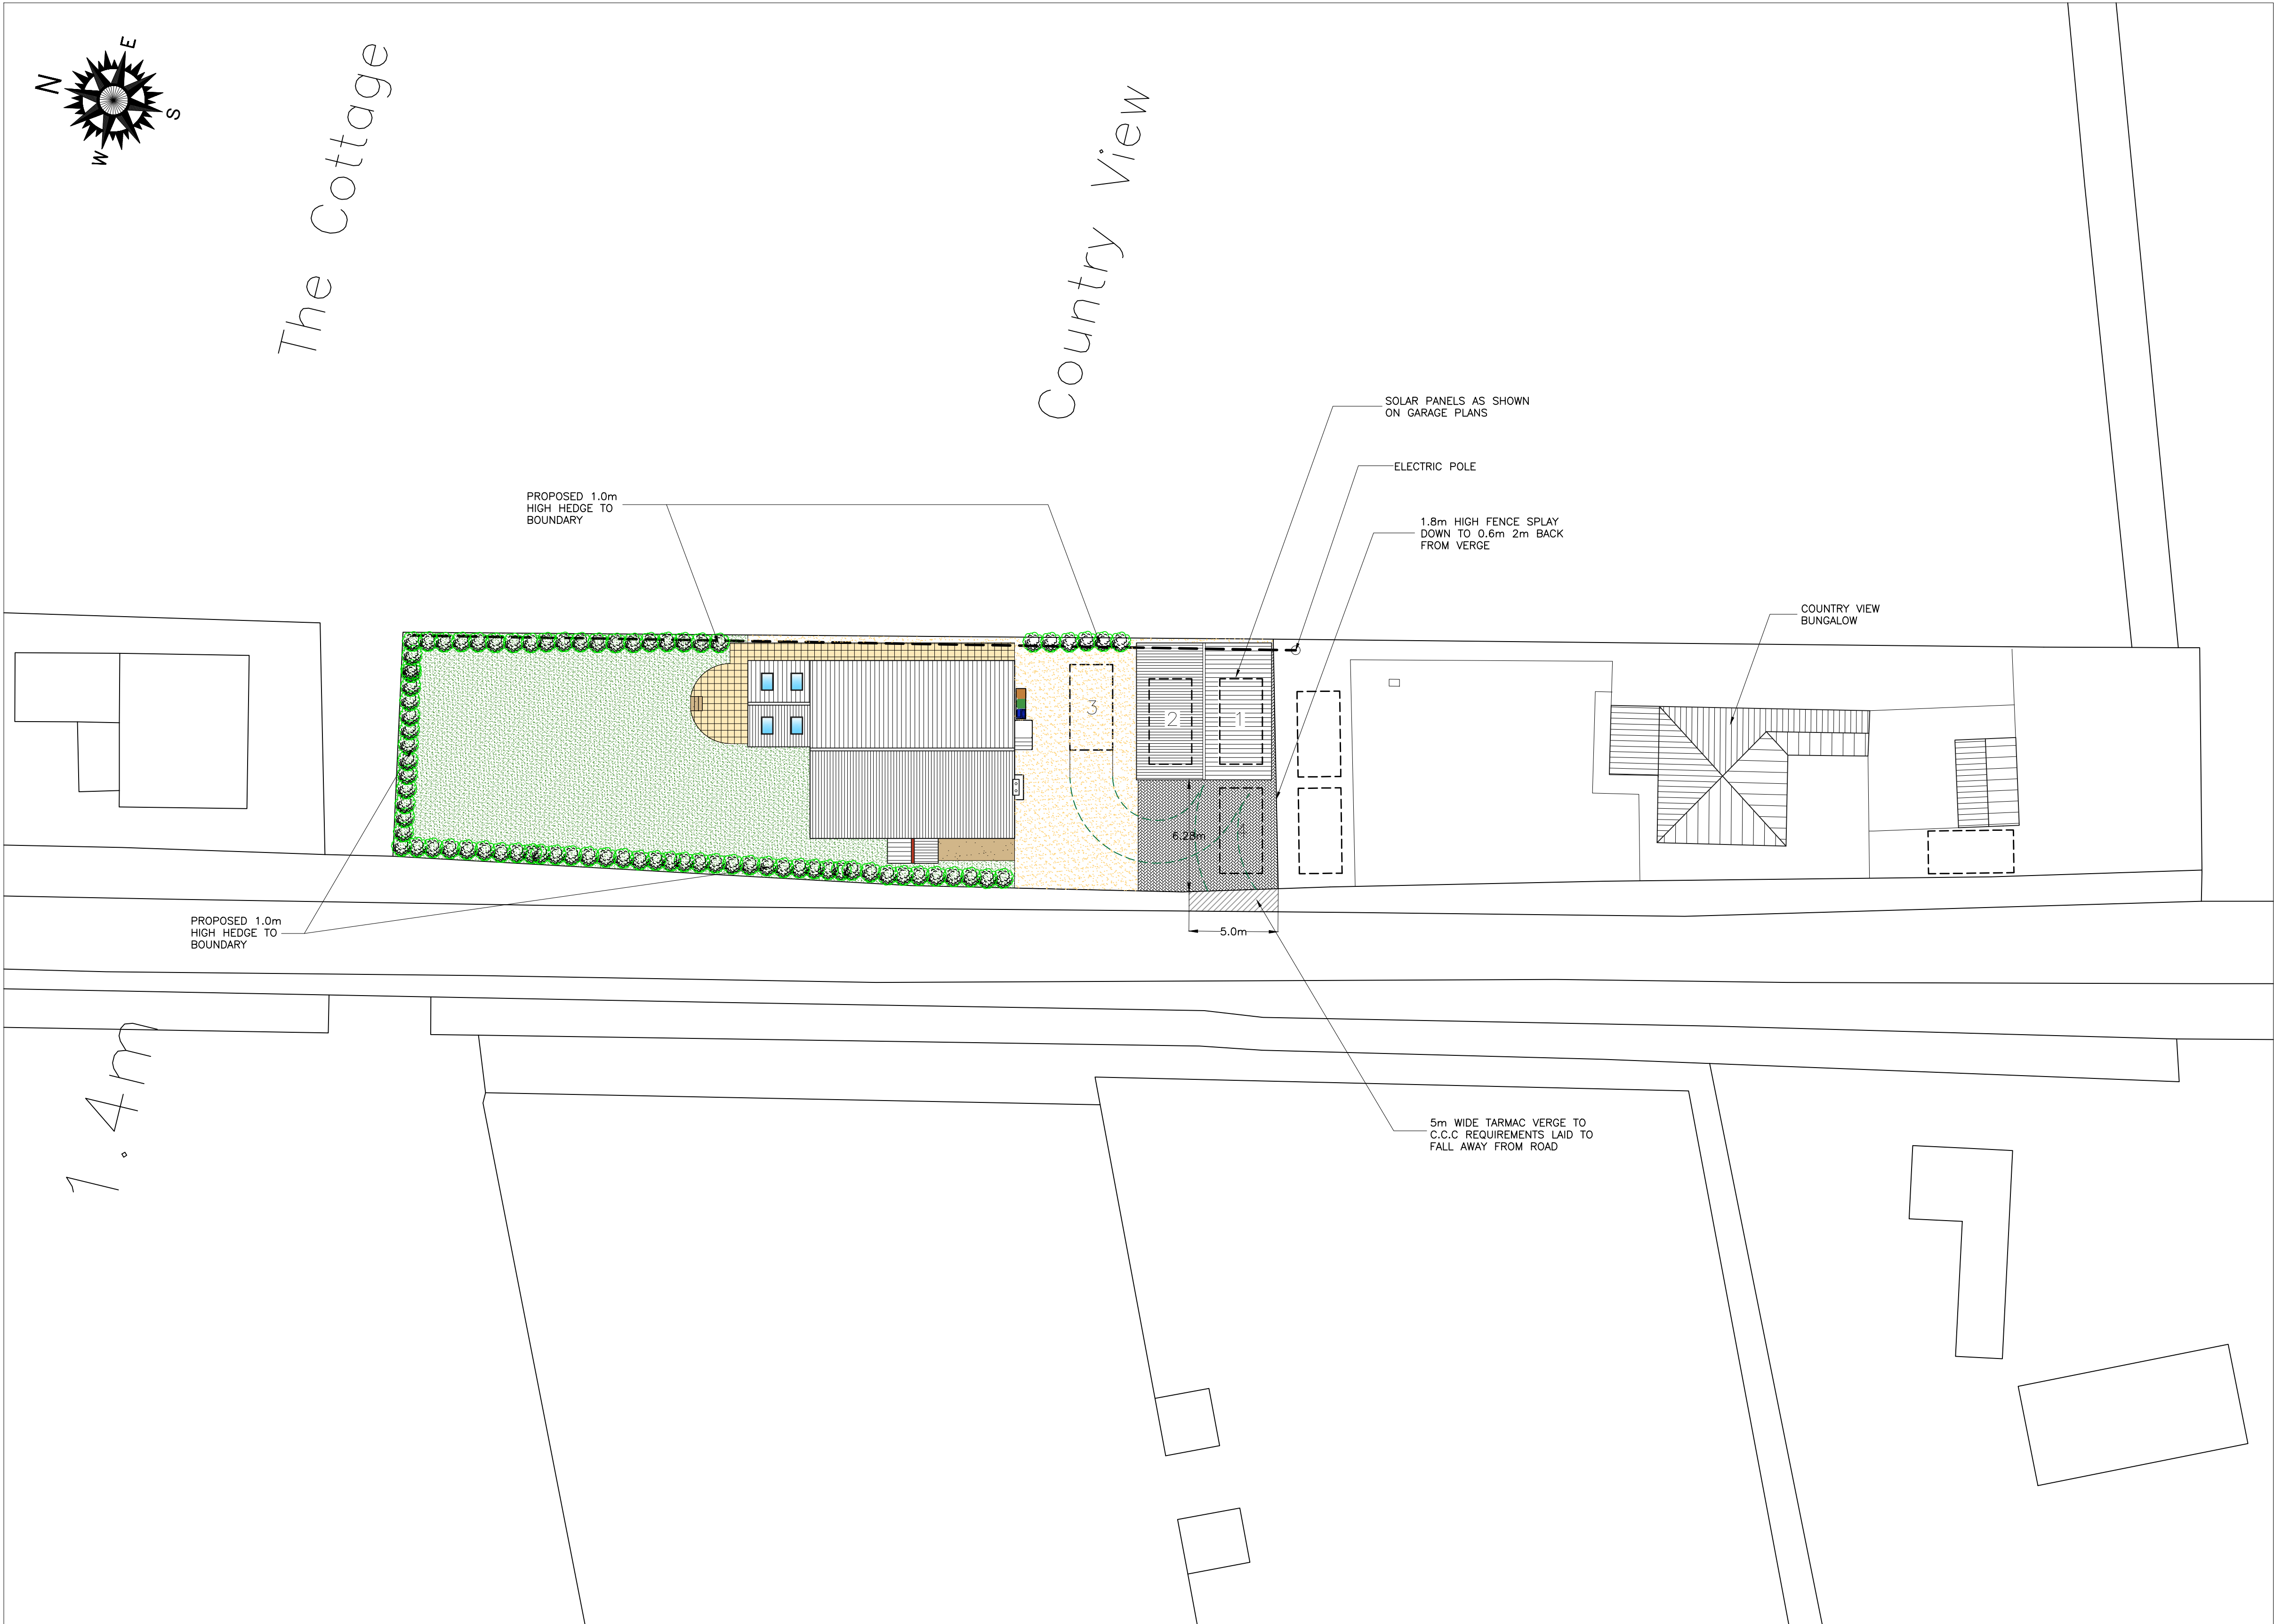 N
E
S
W
The Cottage
Country View
SOLAR PANELS AS SHOWN
ON GARAGE PLANS
ELECTRIC POLE
PROPOSED 1.0m
HIGH HEDGE TO
BOUNDARY
1.8m HIGH FENCE SPLAY
DOWN TO 0.6m 2m BACK
FROM VERGE
COUNTRY VIEW
BUNGALOW
3
2
1
4
6.28m
5.0m
PROPOSED 1.0m
HIGH HEDGE TO
BOUNDARY
1.4m
5m WIDE TARMAC VERGE TO
C.C.C REQUIREMENTS LAID TO
FALL AWAY FROM ROAD